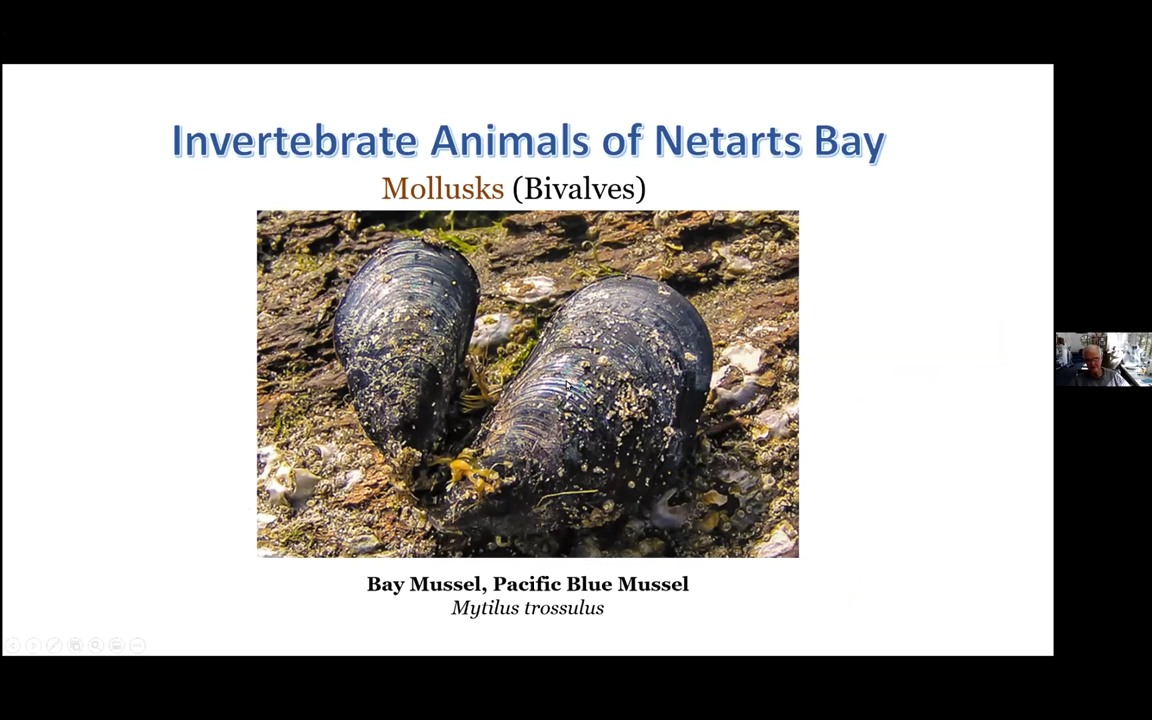 Invertebrate Animals of Netarts Bay
Mollusks (Bivalves)
Bay Mussel, Pacific Blue Mussel
Mytilus trossulus